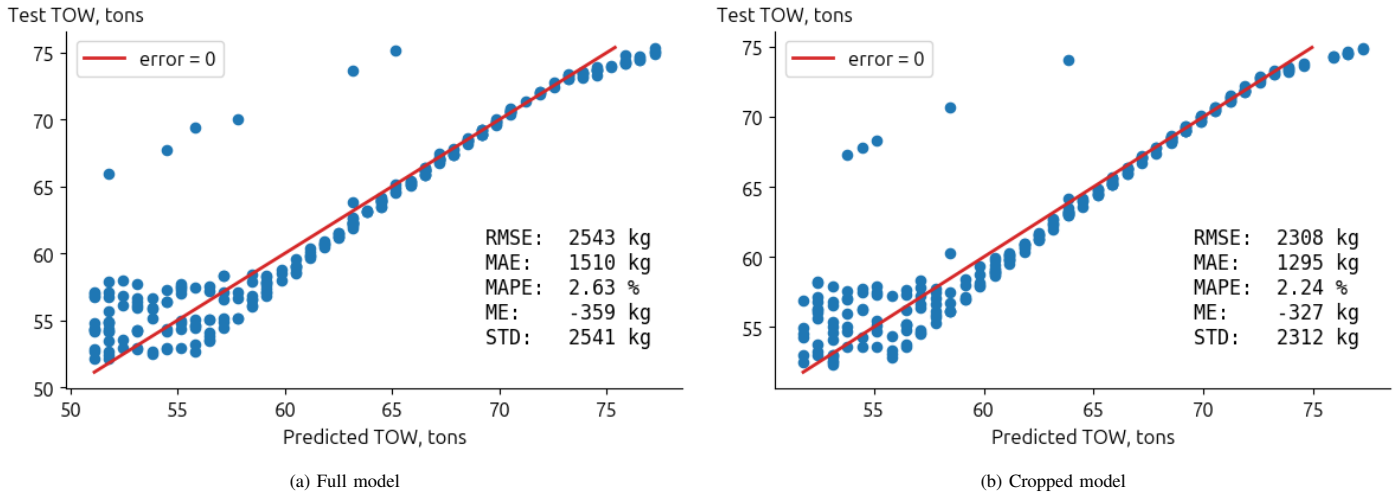 Test TOW, tons
error = 0
75
70
65
60
55
50
RMSE: 2543 kg
MAE: 1510 kg
MAPE: 2.63 %
ME: -359 kg
STD: 2541 kg
50 55 60 65 70 75
Predicted TOW, tons
(a) Full model
Test TOW, tons
error = 0
75
70
65
60
55
RMSE: 2308 kg
MAE: 1295 kg
MAPE: 2.24 %
ME: -327 kg
STD: 2312 kg
55 60 65 70 75
Predicted TOW, tons
(b) Cropped model